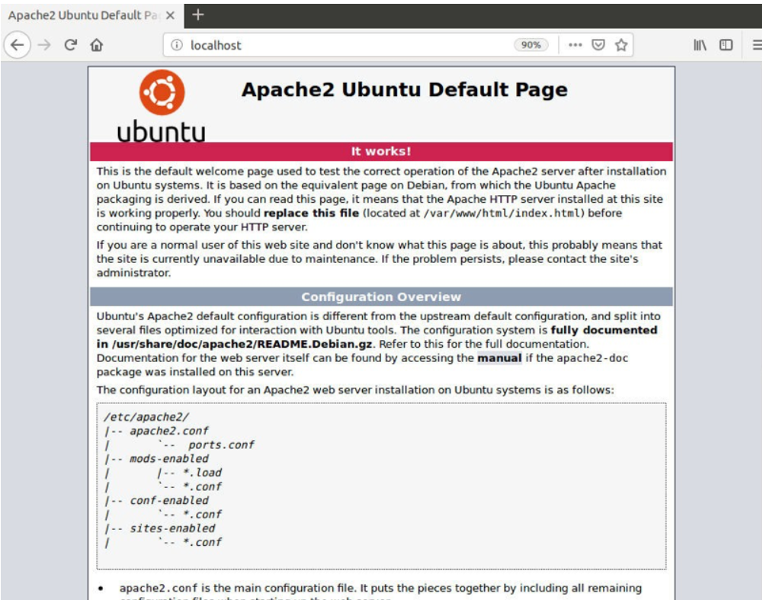 Apache2 Ubuntu Default Pa
localhost
90%
Apache2 Ubuntu Default Page
ubuntu
It works!
This is the default welcome page used to test the correct operation of the Apache2 server after installation
on Ubuntu systems. It is based on the equivalent page on Debian, from which the Ubuntu Apache
packaging is derived. If you can read this page, it means that the Apache HTTP server installed at this site
is working properly. You should replace this file (located at /var/www/html/index.html) before
continuing to operate your HTTP server.
If you are a normal user of this web site and don't know what this page is about, this probably means that
the site is currently unavailable due to maintenance. If the problem persists, please contact the site's
administrator.
Configuration Overview
Ubuntu's Apache2 default configuration is different from the upstream default configuration, and split into
several files optimized for interaction with Ubuntu tools. The configuration system is fully documented
in /usr/share/doc/apache2/README.Debian.gz. Refer to this for the full documentation.
Documentation for the web server itself can be found by accessing the manual if the apache2-doc
package was installed on this server.
The configuration layout for an Apache2 web server installation on Ubuntu systems is as follows:
/etc/apache2/
|-- apache2.conf
|       `--  ports.conf
|-- mods-enabled
|       |-- *.load
|       `-- *.conf
|-- conf-enabled
|       `-- *.conf
|-- sites-enabled
|       `-- *.conf
• apache2.conf is the main configuration file. It puts the pieces together by including all remaining
configuration files when starting up the web server.